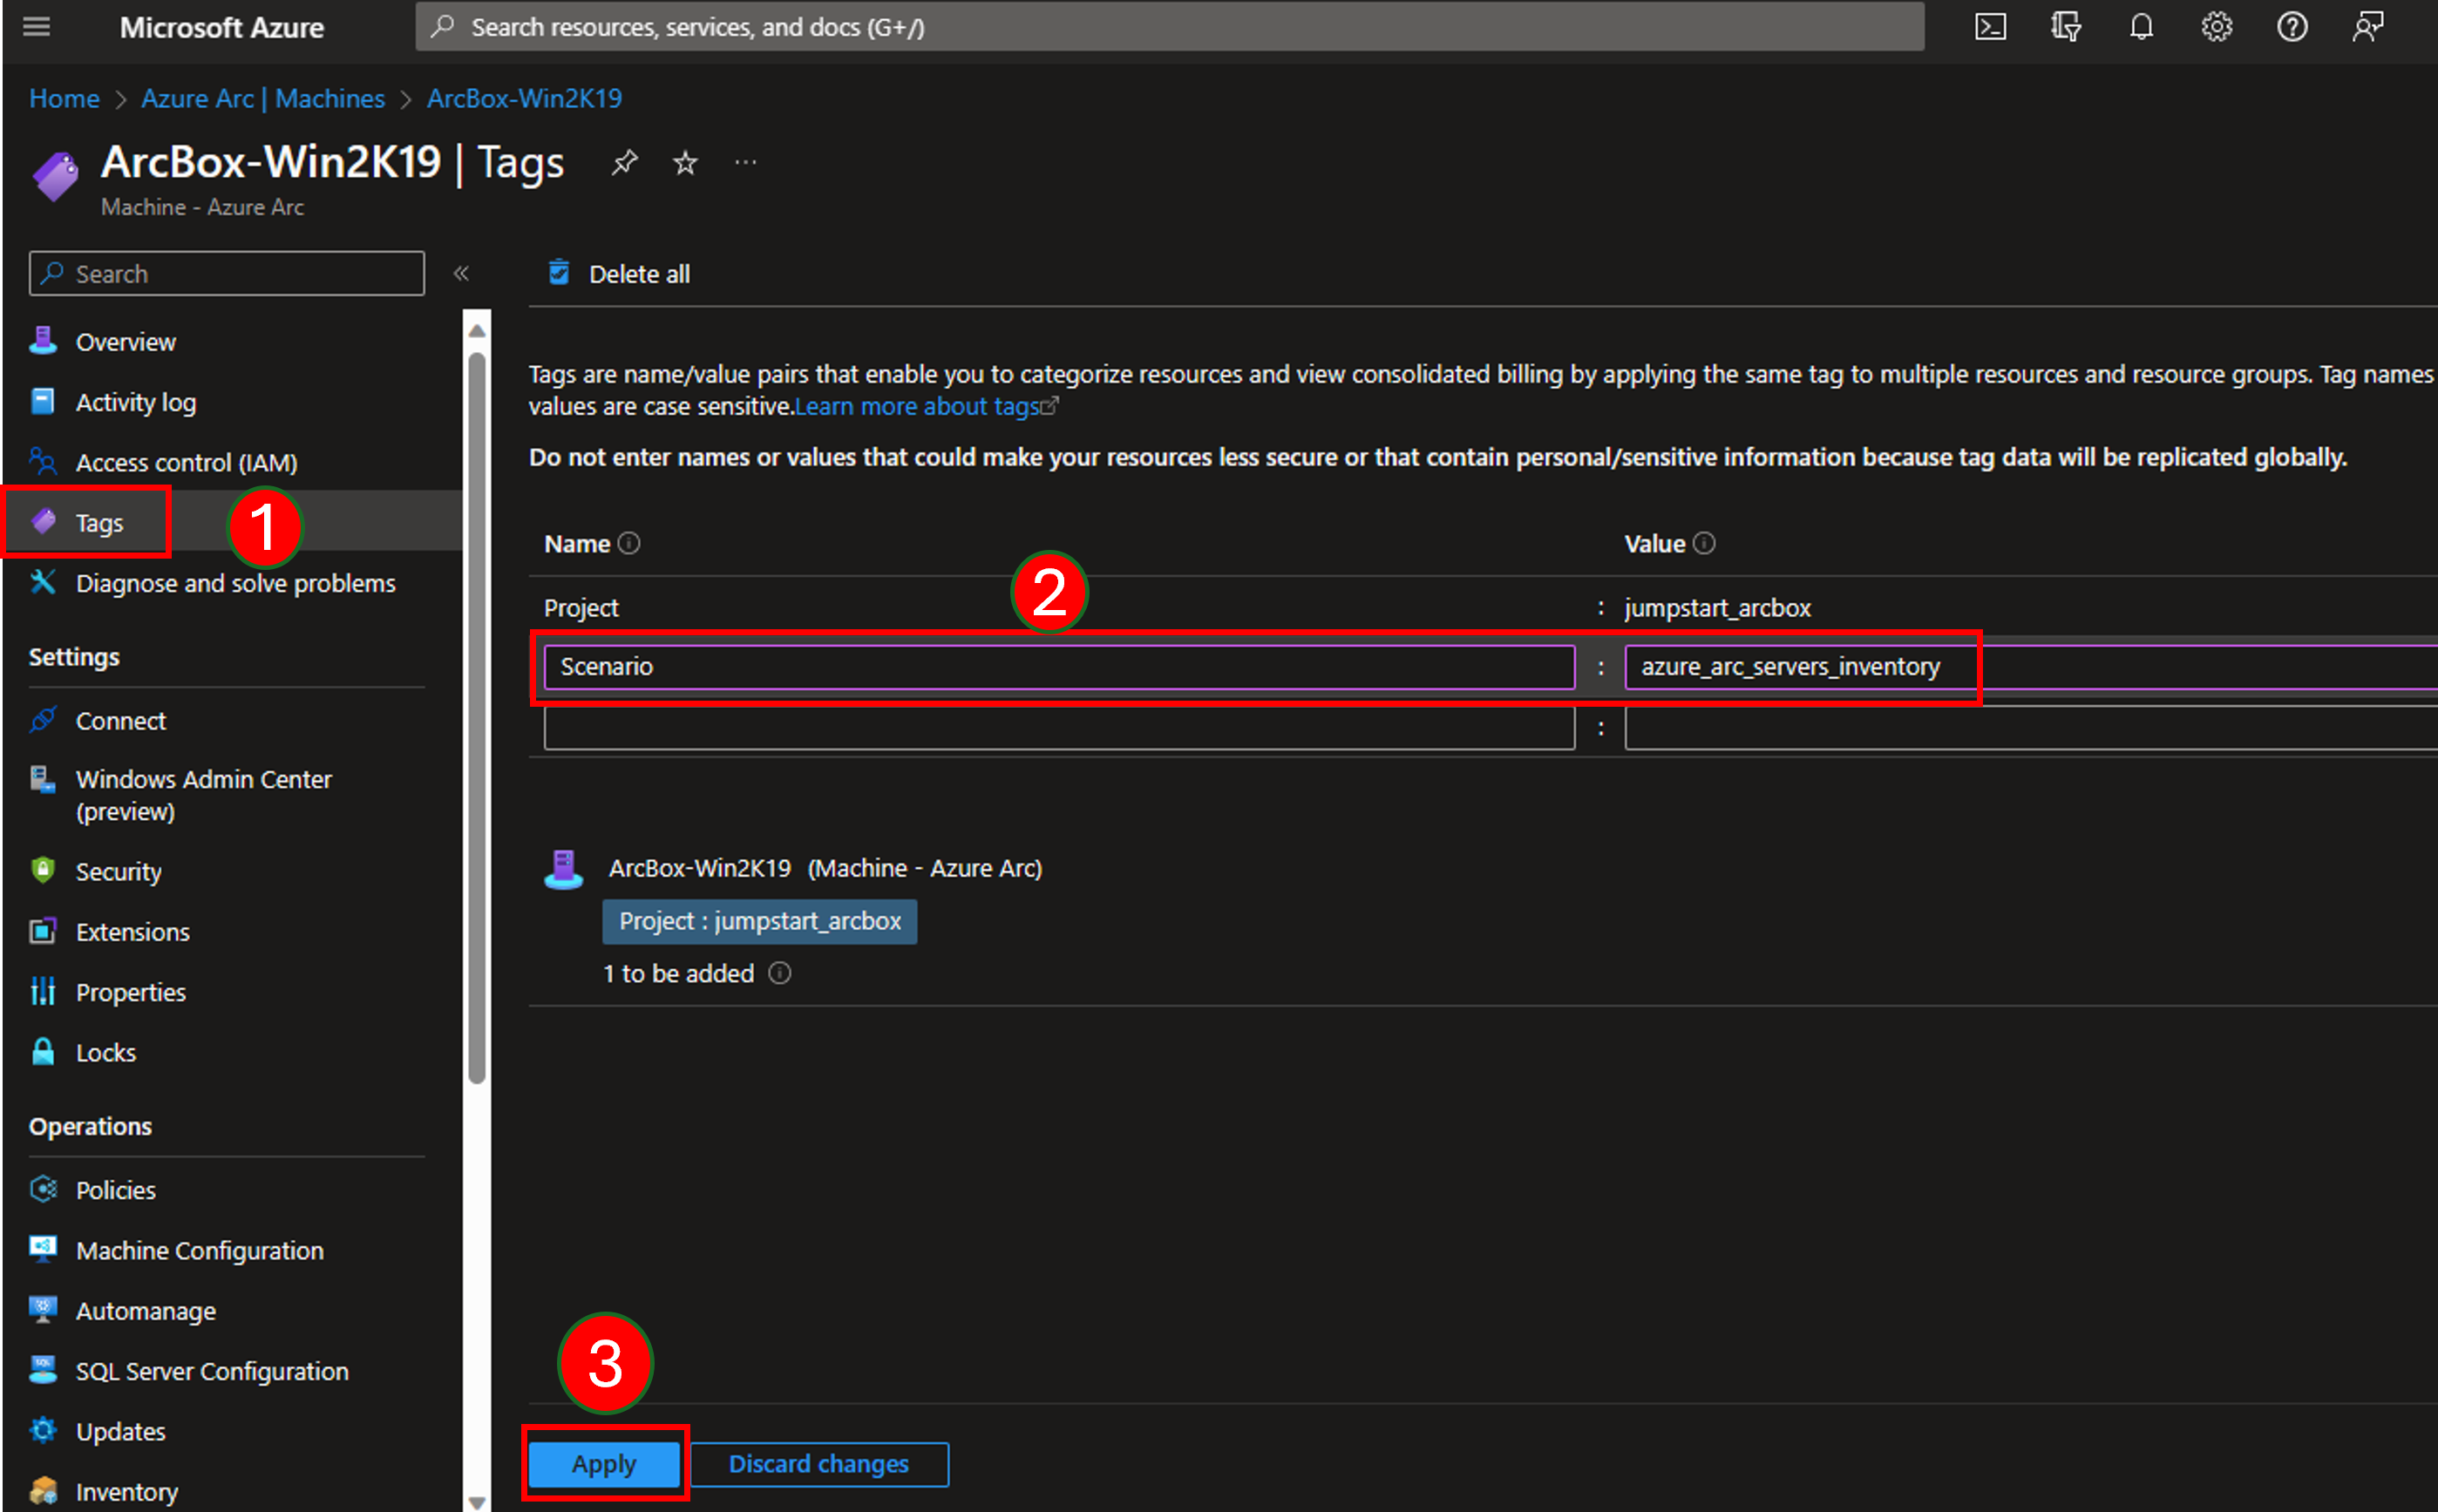 Microsoft Azure
Search resources, services, and docs (G+/)
Home > Azure Arc | Machines > ArcBox-Win2K19
ArcBox-Win2K19 | Tags
Machine - Azure Arc
Search
Delete all
Overview
Activity log
Access control (IAM)
Tags
1
Diagnose and solve problems
Settings
Connect
Windows Admin Center
(preview)
Security
Extensions
Properties
Locks
Operations
Policies
Machine Configuration
Automanage
SQL Server Configuration
Updates
Inventory
Tags are name/value pairs that enable you to categorize resources and view consolidated billing by applying the same tag to multiple resources and resource groups. Tag names
values are case sensitive.Learn more about tags
Do not enter names or values that could make your resources less secure or that contain personal/sensitive information because tag data will be replicated globally.
Name Value
2
Project : jumpstart_arcbox
Scenario : azure_arc_servers_inventory
:
ArcBox-Win2K19 (Machine - Azure Arc)
Project : jumpstart_arcbox
1 to be added
3
Apply Discard changes